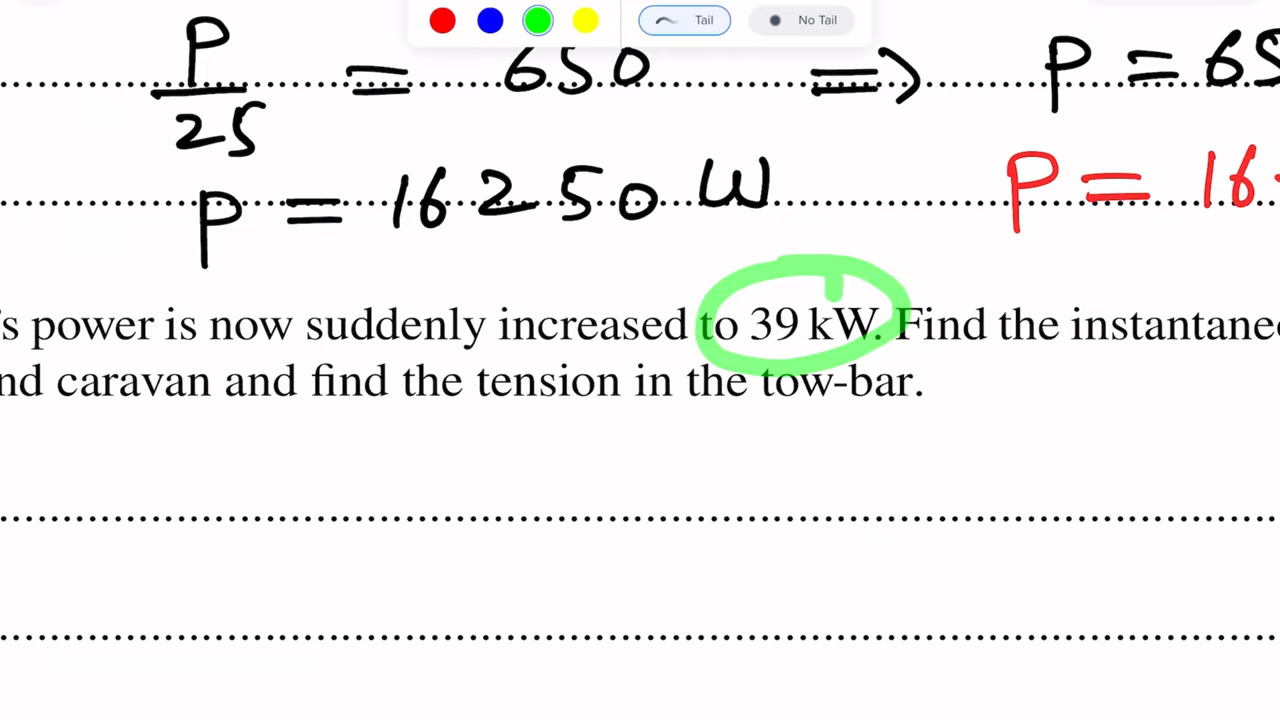 Tail No Tail
P/25 = 650 ⇒ P = 65
P = 16250 W P = 16
's power is now suddenly increased to 39 kW. Find the instantane
nd caravan and find the tension in the tow-bar.